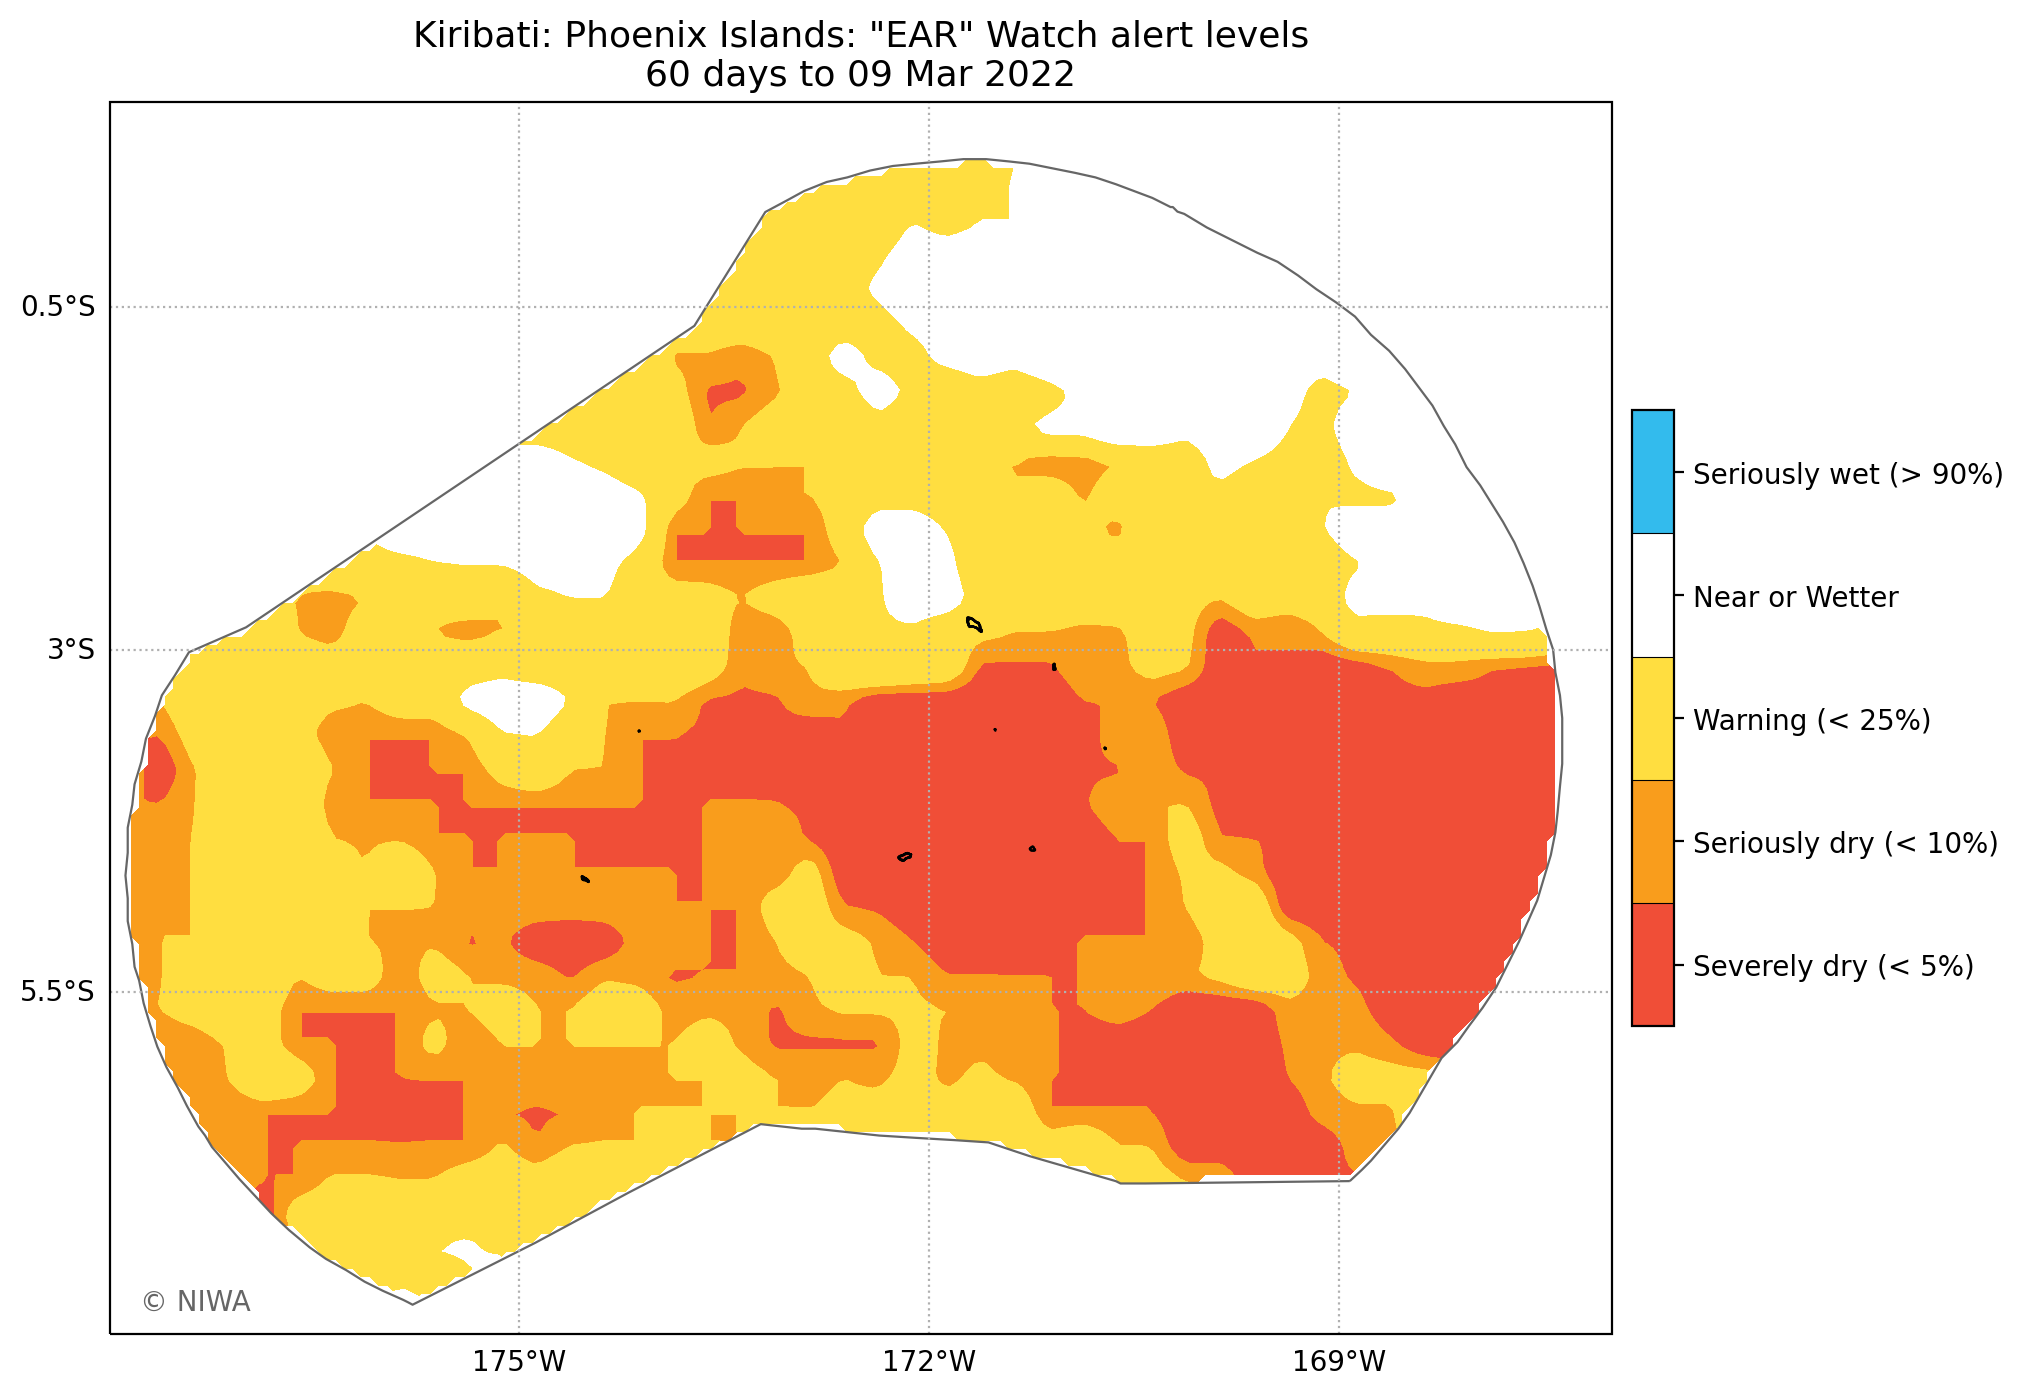 Kiribati: Phoenix Islands: "EAR" Watch alert levels
60 days to 09 Mar 2022
0.5°S
3°S
5.5°S
175°W
172°W
169°W
Seriously wet (> 90%)
Near or Wetter
Warning (< 25%)
Seriously dry (< 10%)
Severely dry (< 5%)
© NIWA